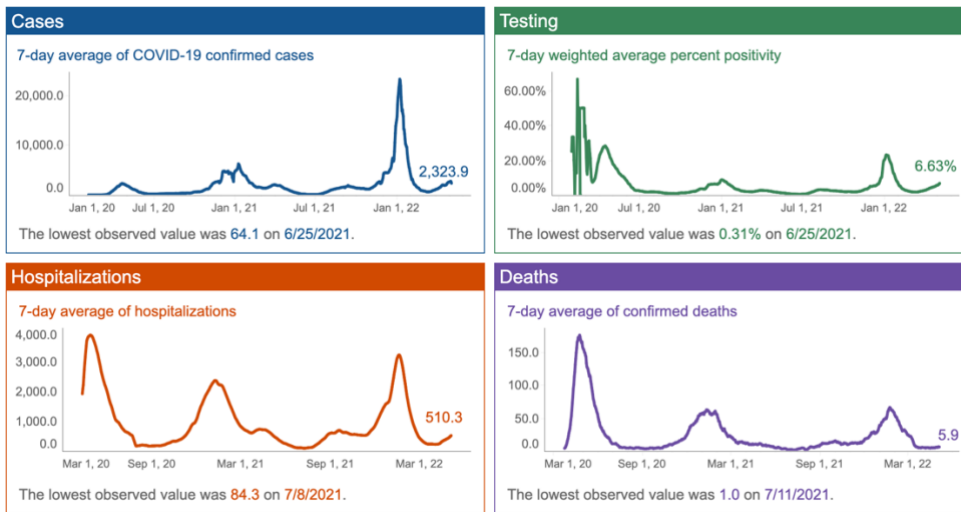 Cases
7-day average of COVID-19 confirmed cases
20,000.0
10,000.0
0.0
2,323.9
Jan 1, 20 Jul 1, 20 Jan 1, 21 Jul 1, 21 Jan 1, 22
The lowest observed value was 64.1 on 6/25/2021.
Testing
7-day weighted average percent positivity
60.00%
40.00%
20.00%
0.00%
6.63%
Jan 1, 20 Jul 1, 20 Jan 1, 21 Jul 1, 21 Jan 1, 22
The lowest observed value was 0.31% on 6/25/2021.
Hospitalizations
7-day average of hospitalizations
4,000.0
3,000.0
2,000.0
1,000.0
0.0
510.3
Mar 1, 20 Sep 1, 20 Mar 1, 21 Sep 1, 21 Mar 1, 22
The lowest observed value was 84.3 on 7/8/2021.
Deaths
7-day average of confirmed deaths
150.0
100.0
50.0
0.0
5.9
Mar 1, 20 Sep 1, 20 Mar 1, 21 Sep 1, 21 Mar 1, 22
The lowest observed value was 1.0 on 7/11/2021.